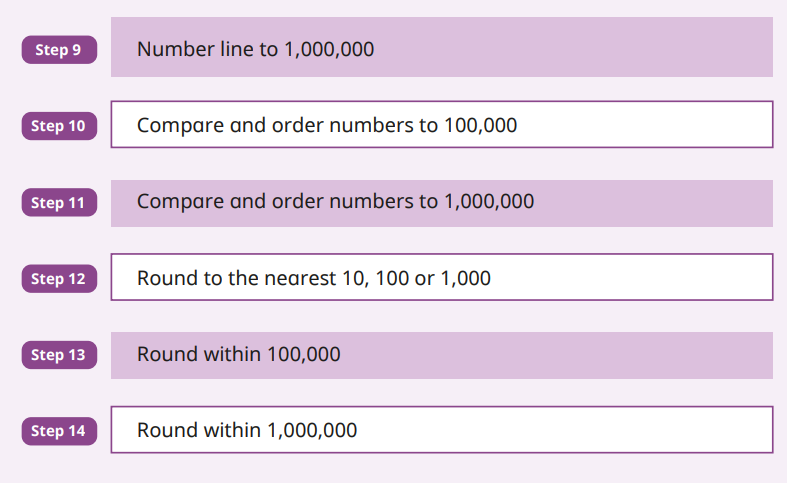 Step 9 Number line to 1,000,000
Step 10 Compare and order numbers to 100,000
Step 11 Compare and order numbers to 1,000,000
Step 12 Round to the nearest 10, 100 or 1,000
Step 13 Round within 100,000
Step 14 Round within 1,000,000